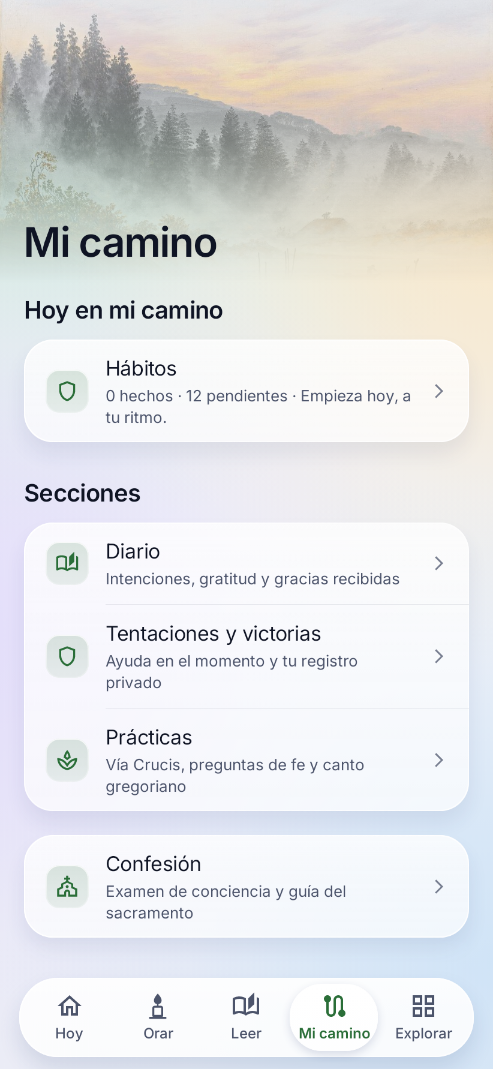 Mi camino
Hoy en mi camino
Hábitos
0 hechos · 12 pendientes · Empieza hoy, a
tu ritmo.
Secciones
Diario
Intenciones, gratitud y gracias recibidas
Tentaciones y victorias
Ayuda en el momento y tu registro
privado
Prácticas
Vía Crucis, preguntas de fe y canto
gregoriano
Confesión
Examen de conciencia y guía del
sacramento
Hoy
Orar
Leer
Mi camino
Explorar